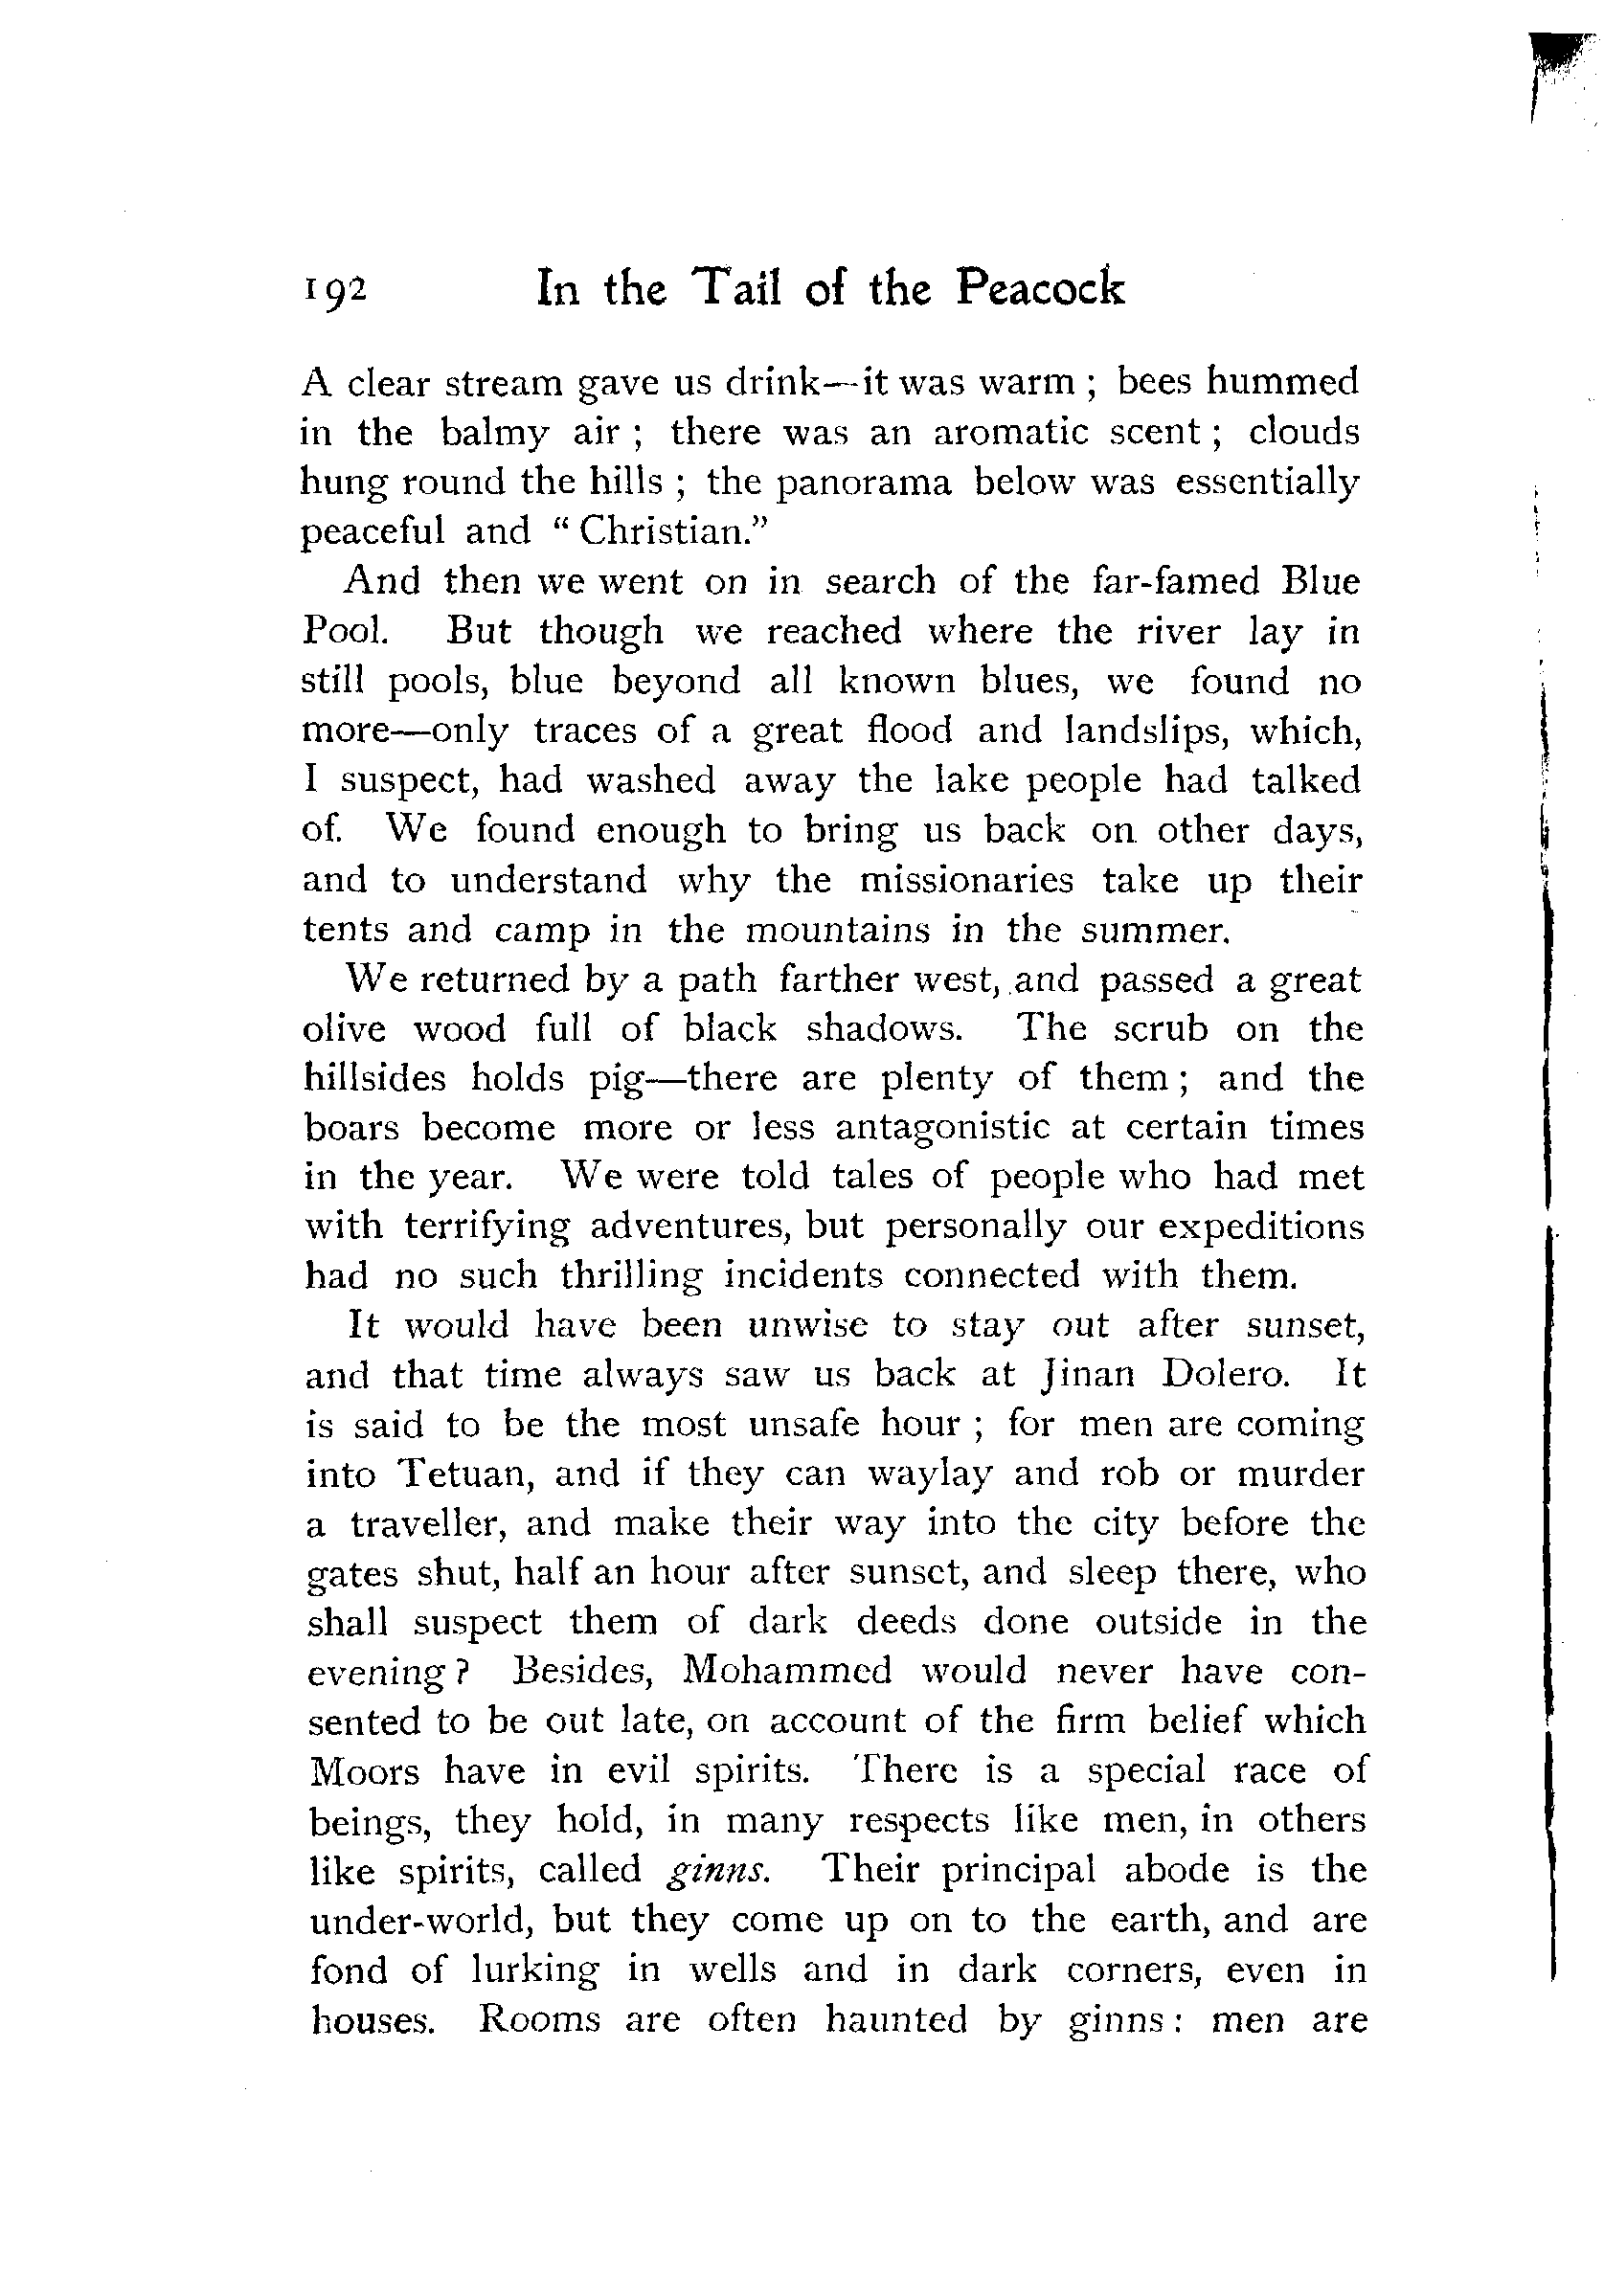 192 In the Tail of the Peacock
A clear stream gave us drink—it was warm ; bees hummed
in the balmy air ; there was an aromatic scent ; clouds
hung round the hills ; the panorama below was essentially
peaceful and " Christian."
And then we went on in search of the far-famed Blue
Pool. But though we reached where the river lay in
still pools, blue beyond all known blues, we found no
more—only traces of a great flood and landslips, which,
I suspect, had washed away the lake people had talked
of. We found enough to bring us back on other days,
and to understand why the missionaries take up their
tents and camp in the mountains in the summer.
We returned by a path farther west, and passed a great
olive wood full of black shadows. The scrub on the
hillsides holds pig—there are plenty of them ; and the
boars become more or less antagonistic at certain times
in the year. We were told tales of people who had met
with terrifying adventures, but personally our expeditions
had no such thrilling incidents connected with them.
It would have been unwise to stay out after sunset,
and that time always saw us back at Jinan Dolero. It
is said to be the most unsafe hour ; for men are coming
into Tetuan, and if they can waylay and rob or murder
a traveller, and make their way into the city before the
gates shut, half an hour after sunset, and sleep there, who
shall suspect them of dark deeds done outside in the
evening ? Besides, Mohammed would never have con-
sented to be out late, on account of the firm belief which
Moors have in evil spirits. There is a special race of
beings, they hold, in many respects like men, in others
like spirits, called ginns. Their principal abode is the
under-world, but they come up on to the earth, and are
fond of lurking in wells and in dark corners, even in
houses. Rooms are often haunted by ginns : men are